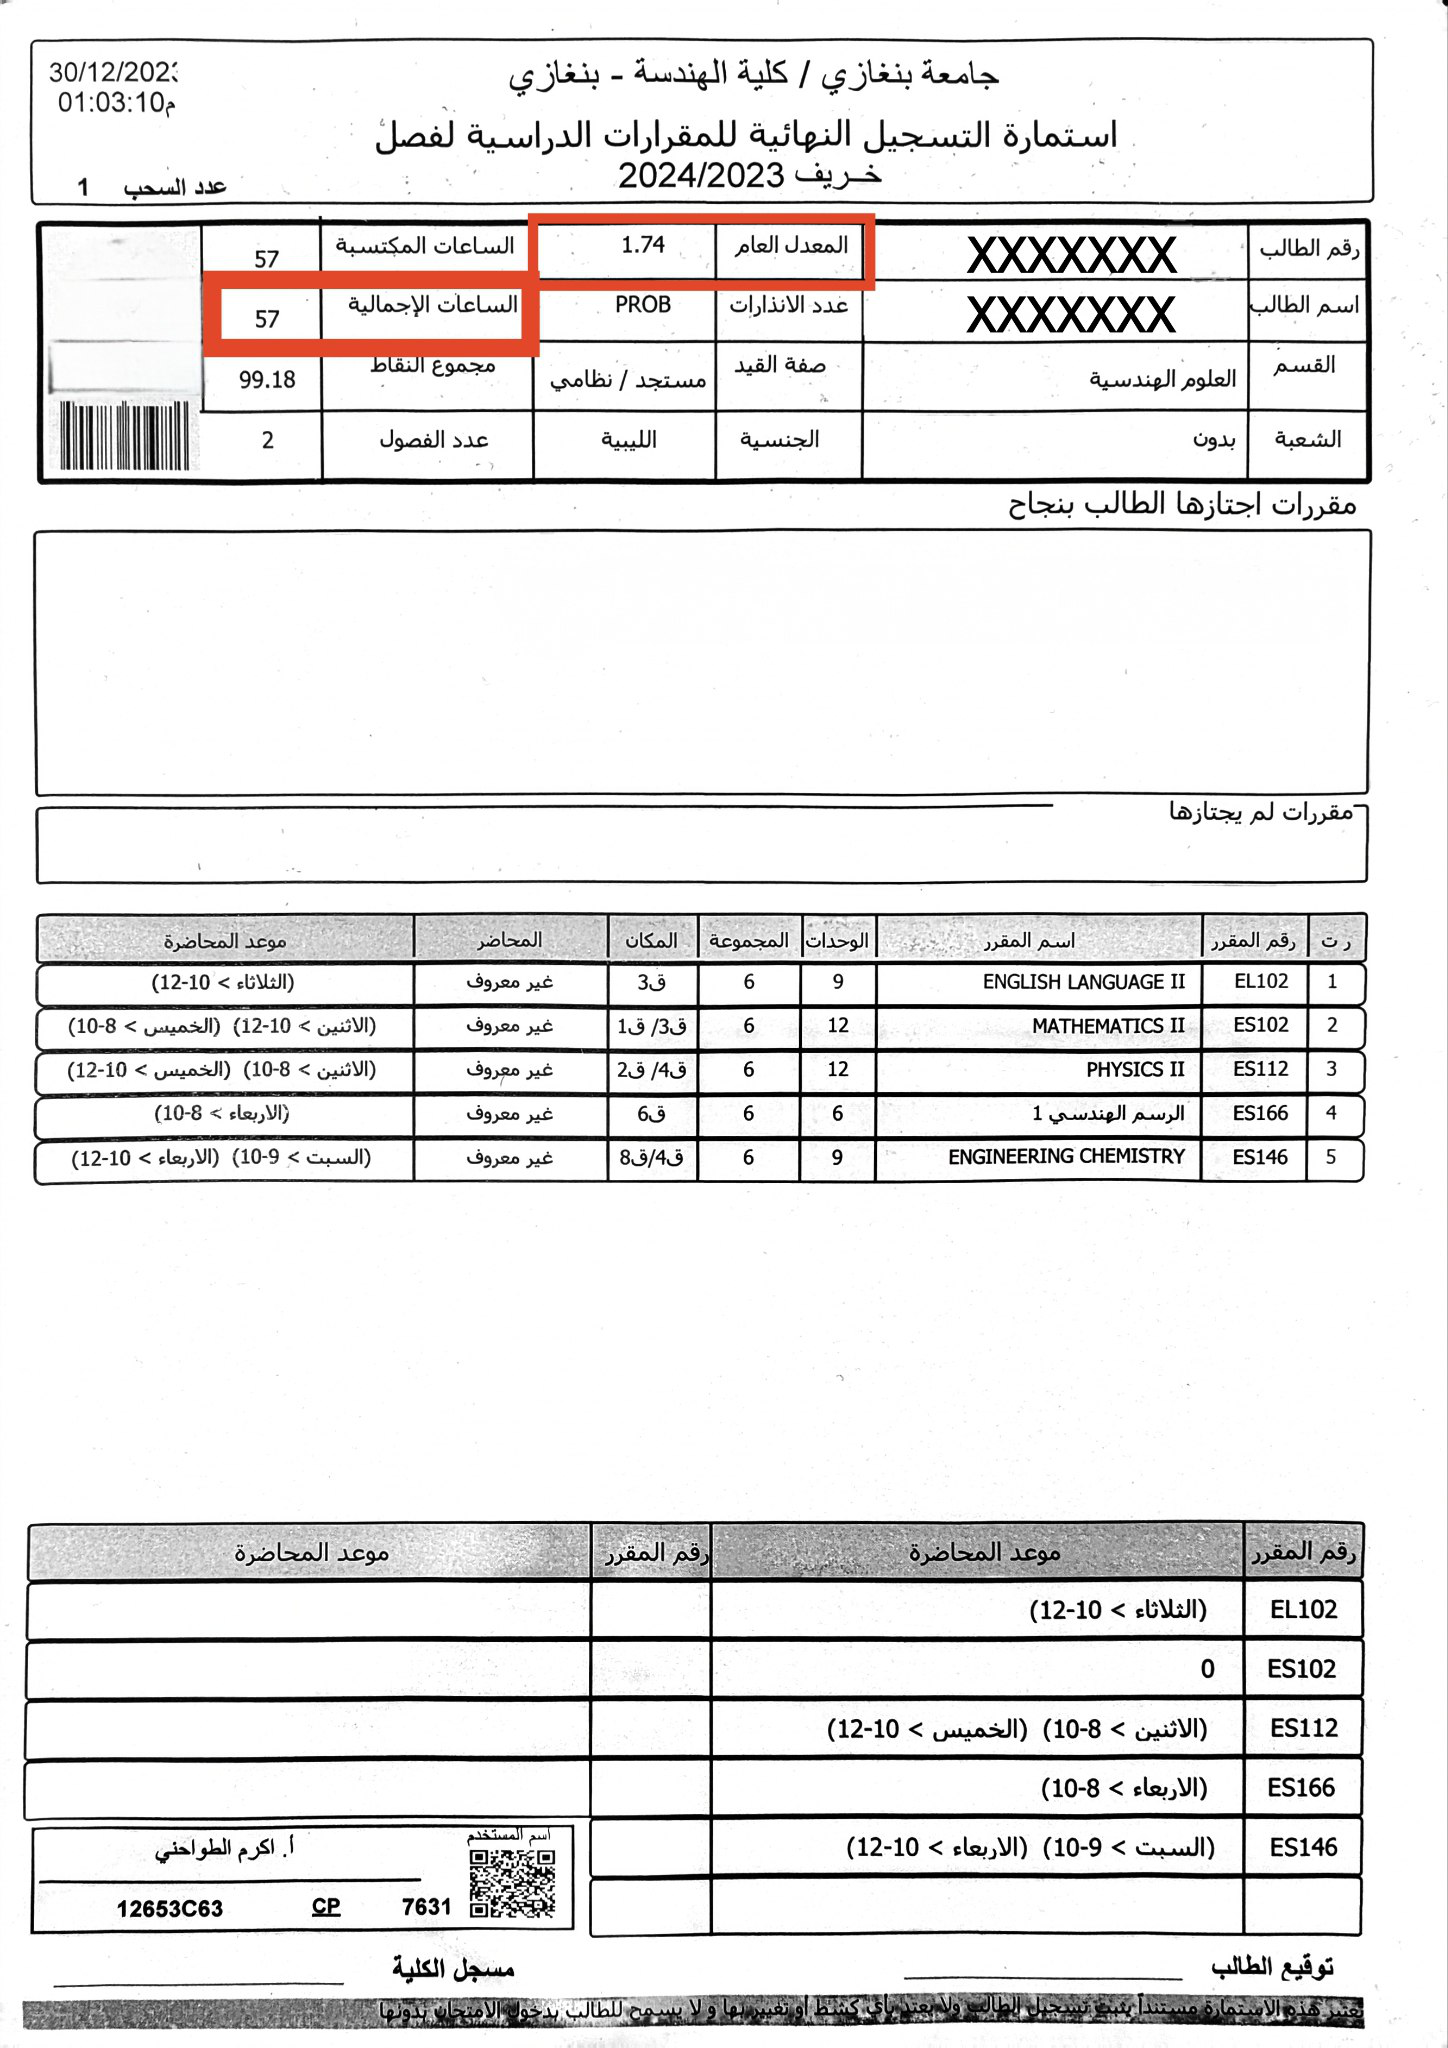 30/12/202
01:03:10م
جامعة بنغازي / كلية الهندسة - بنغازي
استمارة التسجيل النهائية للمقرارات الدراسية لفصل
خريف 2024/2023
عدد السحب 1
رقم الطالب XXXXXXX المعدل العام 1.74 الساعات المكتسبة 57
اسم الطالب XXXXXXX عدد الانذارات PROB الساعات الإجمالية 57
القسم العلوم الهندسية صفة القيد مستجد / نظامي مجموع النقاط 99.18
الشعبة بدون الجنسية الليبية عدد الفصول 2
مقررات اجتازها الطالب بنجاح
مقررات لم يجتازها
ر ت رقم المقرر اسم المقرر الوحدات المجموعة المكان المحاضر موعد المحاضرة
1 EL102 ENGLISH LANGUAGE II 9 6 ق3 غير معروف (الثلاثاء > 10-12)
2 ES102 MATHEMATICS II 12 6 ق3/ ق1 غير معروف (الاثنين > 10-12) (الخميس > 8-10)
3 ES112 PHYSICS II 12 6 ق4/ ق2 غير معروف (الاثنين > 8-10) (الخميس > 10-12)
4 ES166 الرسم الهندسي 1 6 6 ق6 غير معروف (الاربعاء > 8-10)
5 ES146 ENGINEERING CHEMISTRY 9 6 ق4/ق8 غير معروف (السبت > 9-10) (الاربعاء > 10-12)
رقم المقرر موعد المحاضرة رقم المقرر موعد المحاضرة
EL102 (الثلاثاء > 10-12)
ES102 0
ES112 (الاثنين > 8-10) (الخميس > 10-12)
ES166 (الاربعاء > 8-10)
ES146 (السبت > 9-10) (الاربعاء > 10-12)
اسم المستخدم
أ. اكرم الطواحني
12653C63 CP 7631
توقيع الطالب
مسجل الكلية
تعتبر هذه الاستمارة مستنداً يثبت تسجيل الطالب ولا يعتد بأي كشط أو تغيير بها و لا يسمح للطالب بدخول الامتحان بدونها